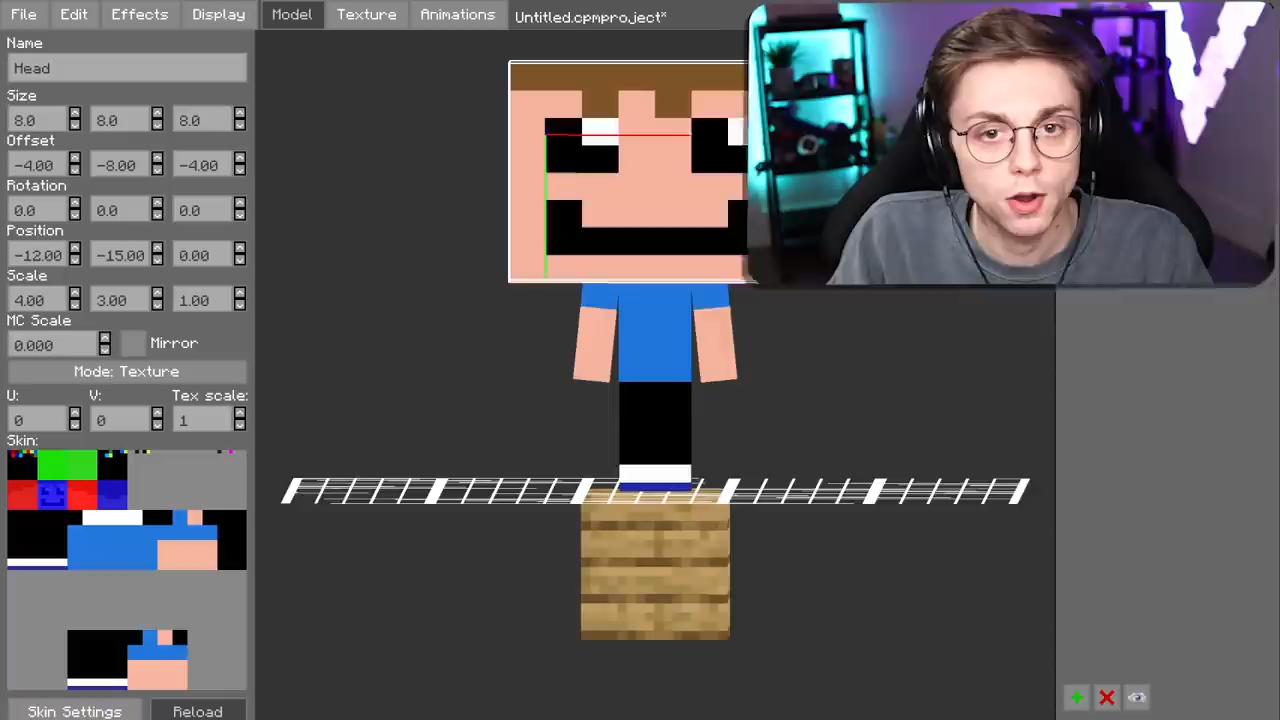 File Edit Effects Display Model Texture Animations Untitled.cpmproject*
Name
Head
Size
8.0 8.0 8.0
Offset
-4.00 -8.00 -4.00
Rotation
0.0 0.0 0.0
Position
-12.00 -15.00 0.00
Scale
4.00 3.00 1.00
MC Scale
0.000 Mirror
Mode: Texture
U: V: Tex scale:
0 0 1
Skin:
Skin Settings Reload